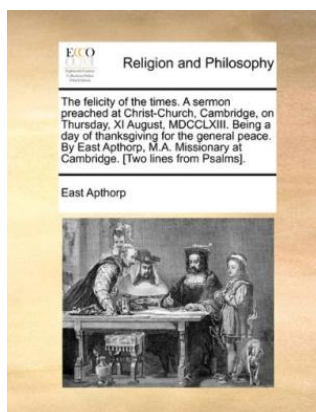 ECCO
Religion and Philosophy
The felicity of the times. A sermon
preached at Christ-Church, Cambridge, on
Thursday, XI August, MDCCLXIII. Being a
day of thanksgiving for the general peace.
By East Apthorp, M.A. Missionary at
Cambridge. [Two lines from Psalms].
East Apthorp